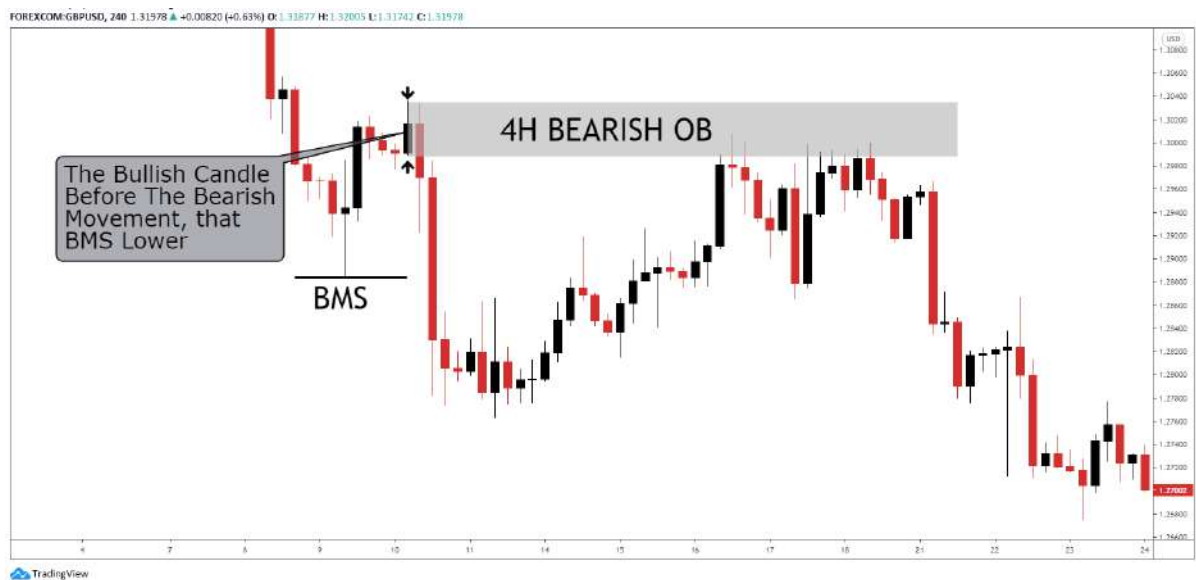 FOREXCOM:GBPUSD, 240 1.31978 ▲ +0.00820 (+0.63%) O:1.31877 H:1.32005 L:1.31742 C:1.31978
USD
1.30800
1.30600
1.30400
4H BEARISH OB
1.30200
1.30000
The Bullish Candle
Before The Bearish
Movement, that
BMS Lower
1.29800
1.29600
1.29400
1.29200
1.29000
BMS
1.28800
1.28600
1.28400
1.28200
1.28000
1.27800
1.27600
1.27400
1.27200
1.27002
1.26800
1.26600
7 8 9 10 11 14 15 16 17 18 21 22 23 24
TradingView